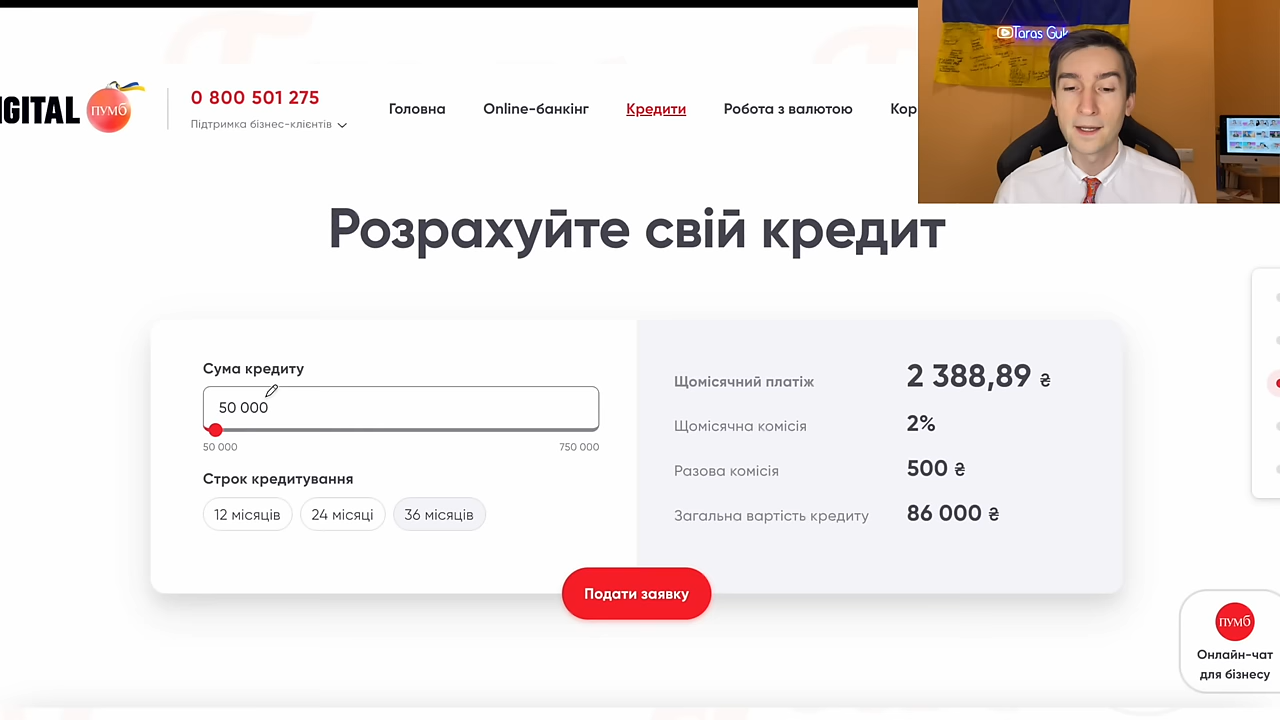 IGITAL
пумб
0 800 501 275
Підтримка бізнес-клієнтів
Головна
Online-банкінг
Кредити
Робота з валютою
Кор
Taras Guk
Розрахуйте свій кредит
Сума кредиту
50 000
50 000
750 000
Строк кредитування
12 місяців
24 місяці
36 місяців
Щомісячний платіж
2 388,89 ₴
Щомісячна комісія
2%
Разова комісія
500 ₴
Загальна вартість кредиту
86 000 ₴
Подати заявку
пумб
Онлайн-чат
для бізнесу